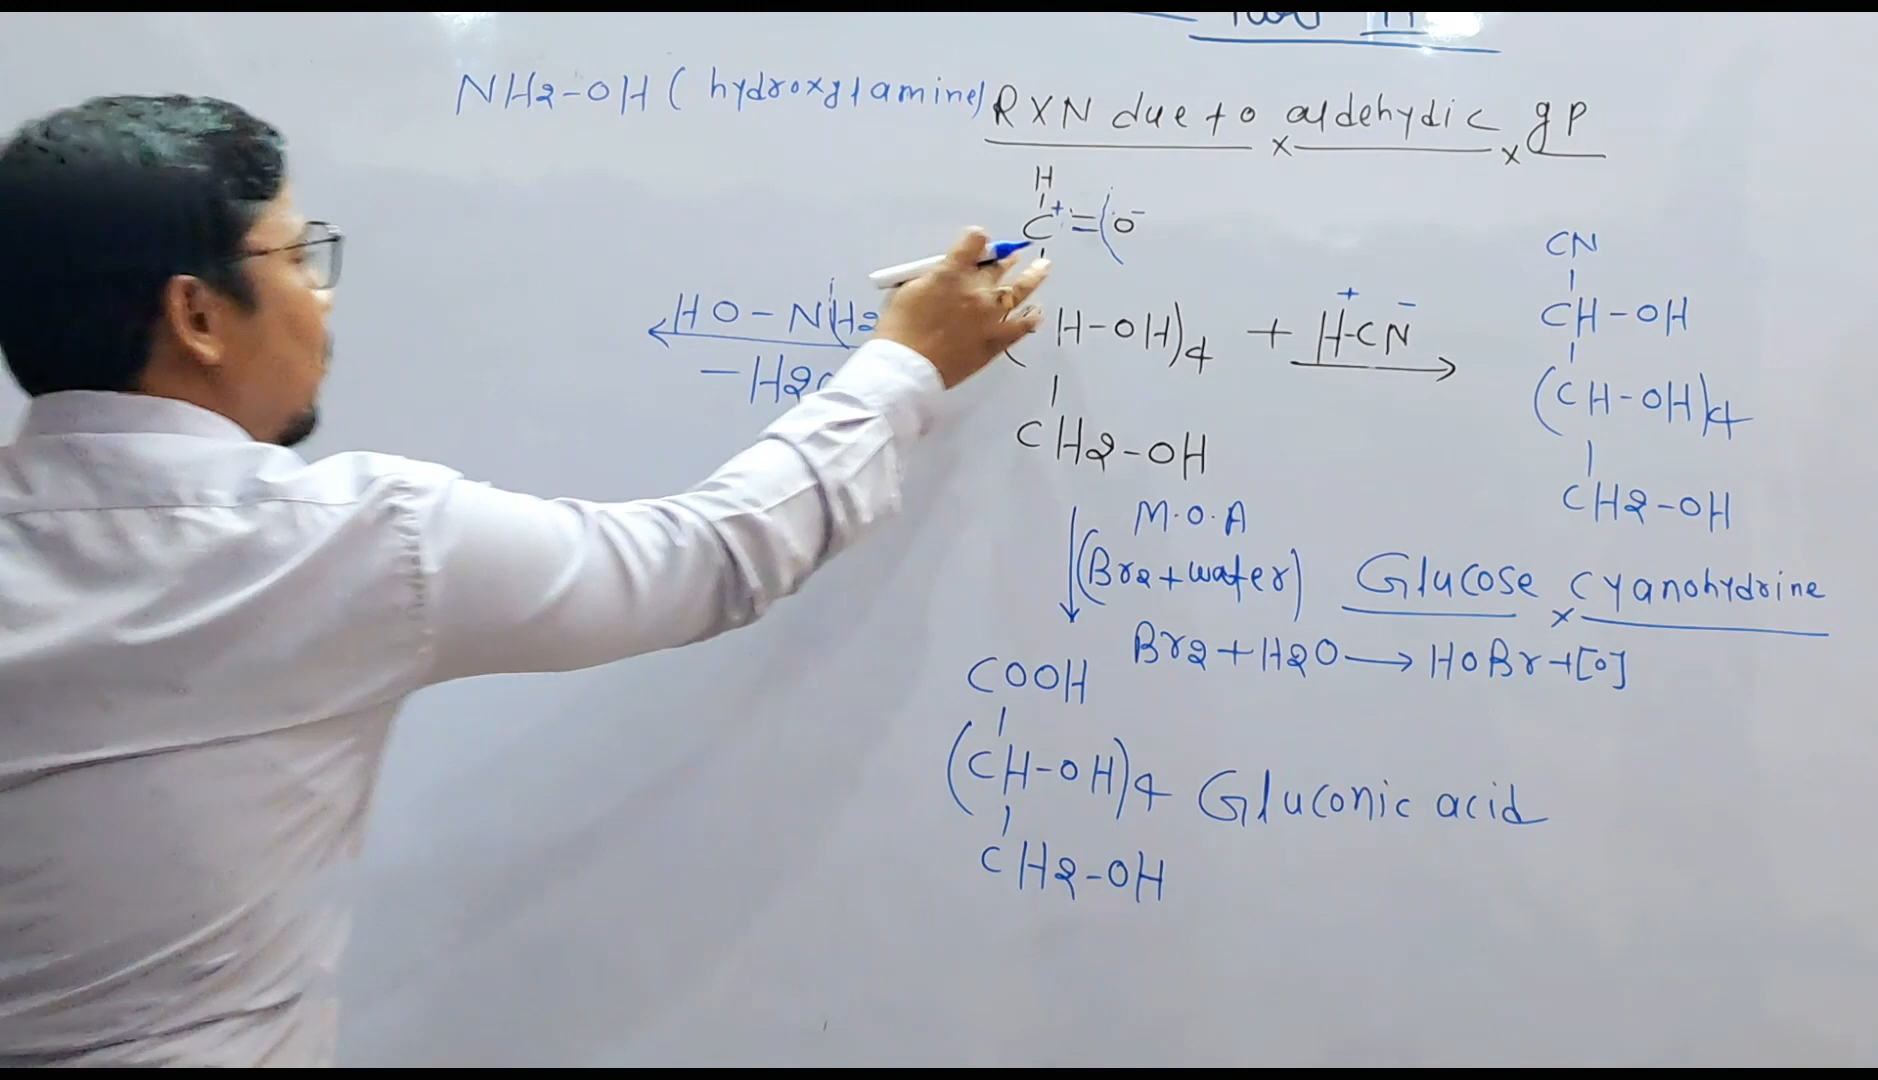 NH2-OH (hydroxylamine)
RXN due to aldehydic gp
H
C+=(O-
HO-N(H2
-H2O
H-OH)4 + H+-CN-
CH2-OH
CN
CH-OH
(CH-OH)4
CH2-OH
M.O.A
(Br2+water)
Glucose cyanohydrine
Br2+H2O→HOBr+[O]
COOH
(CH-OH)4 Gluconic acid
CH2-OH